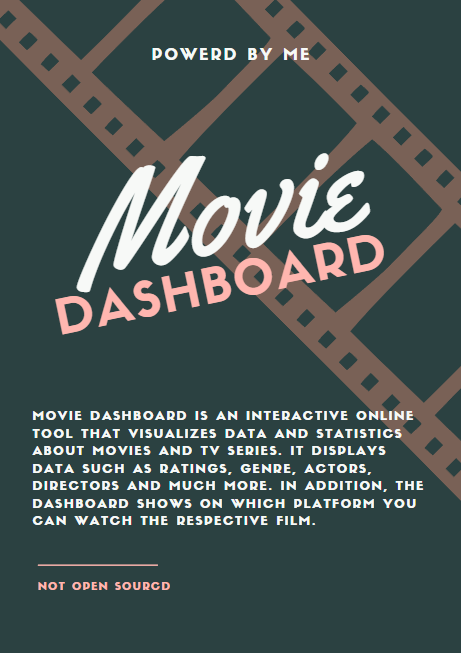 POWERD BY ME
Movie
DASHBOARD
MOVIE DASHBOARD IS AN INTERACTIVE ONLINE
TOOL THAT VISUALIZES DATA AND STATISTICS
ABOUT MOVIES AND TV SERIES. IT DISPLAYS
DATA SUCH AS RATINGS, GENRE, ACTORS,
DIRECTORS AND MUCH MORE. IN ADDITION, THE
DASHBOARD SHOWS ON WHICH PLATFORM YOU
CAN WATCH THE RESPECTIVE FILM.
NOT OPEN SOURCD